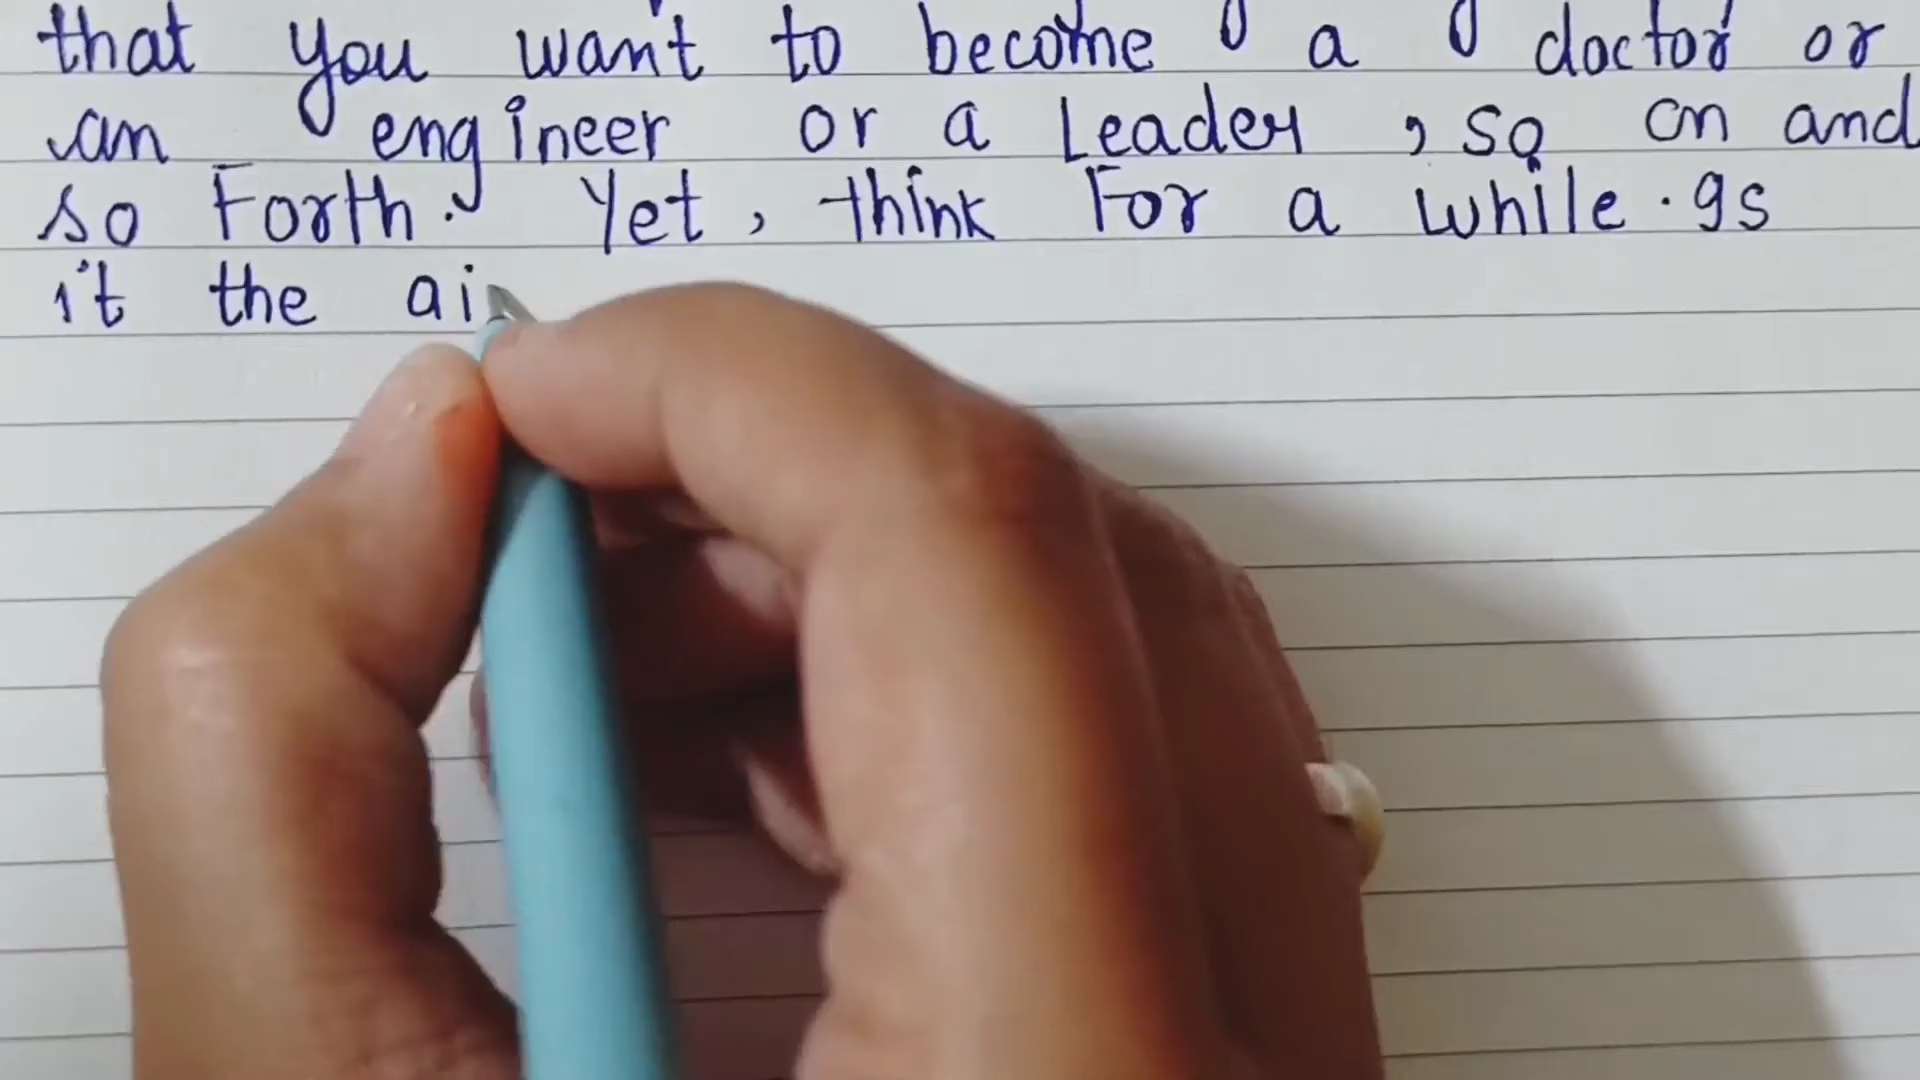 that you want to become a doctor or
an engineer or a Leader, so on and
so Forth. Yet, think For a while. Is
it the ai